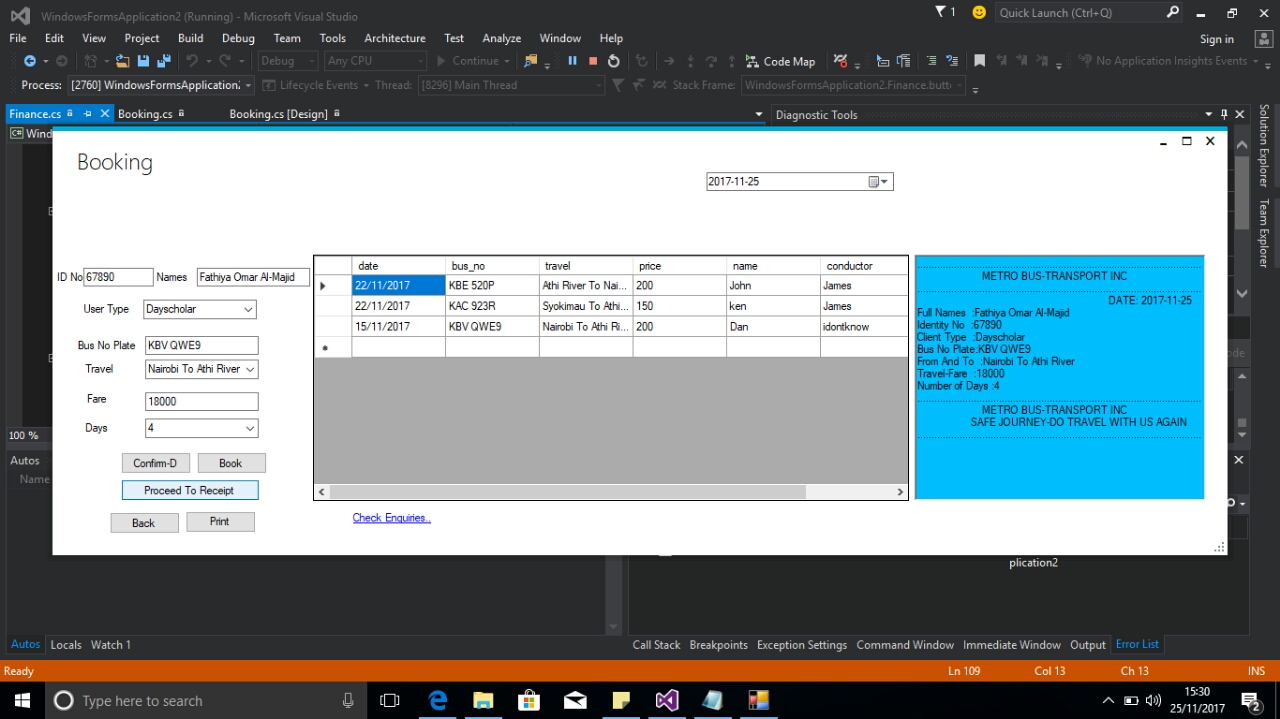 WindowsFormsApplication2 (Running) - Microsoft Visual Studio
1
Quick Launch (Ctrl+Q)
File Edit View Project Build Debug Team Tools Architecture Test Analyze Window Help
Sign in
Debug Any CPU Continue Code Map No Application Insights Events
Process: [2760] WindowsFormsApplication2 Lifecycle Events Thread: [8296] Main Thread Stack Frame: WindowsFormsApplication2.Finance.butt
Finance.cs Booking.cs Booking.cs [Design] Diagnostic Tools
C# Wind
Solution Explorer
Team Explorer
Booking
2017-11-25
ID No 67890 Names Fathiya Omar Al-Majid
User Type Dayscholar
Bus No Plate KBV QWE9
Travel Nairobi To Athi River
Fare 18000
Days 4
Confirm-D Book
Proceed To Receipt
Back Print
date bus_no travel price name conductor
22/11/2017 KBE 520P Athi River To Nai... 200 John James
22/11/2017 KAC 923R Syokimau To Athi... 150 ken James
15/11/2017 KBV QWE9 Nairobi To Athi Ri... 200 Dan idontknow
Check Enquiries..
METRO BUS-TRANSPORT INC
DATE: 2017-11-25
Full Names :Fathiya Omar Al-Majid
Identity No :67890
Client Type :Dayscholar
Bus No Plate:KBV QWE9
From And To :Nairobi To Athi River
Travel-Fare :18000
Number of Days :4
METRO BUS-TRANSPORT INC
SAFE JOURNEY-DO TRAVEL WITH US AGAIN
100 %
Autos
Name
plication2
Autos Locals Watch 1
Call Stack Breakpoints Exception Settings Command Window Immediate Window Output Error List
Ready Ln 109 Col 13 Ch 13 INS
Type here to search
15:30
25/11/2017
2